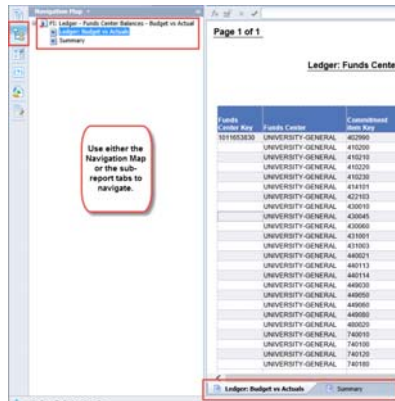 Navigation Map
FI: Ledger - Funds Center Balances - Budget vs Actual
Ledger: Budget vs Actuals
Summary
Use either the
Navigation Map
or the sub-
report tabs to
navigate.
Page 1 of 1
Ledger: Funds Cente
Funds Center Key Funds Center Commitment Item Key
1011653830 UNIVERSITY-GENERAL 402990
UNIVERSITY-GENERAL 410200
UNIVERSITY-GENERAL 410210
UNIVERSITY-GENERAL 410220
UNIVERSITY-GENERAL 410230
UNIVERSITY-GENERAL 414101
UNIVERSITY-GENERAL 422103
UNIVERSITY-GENERAL 430010
UNIVERSITY-GENERAL 430045
UNIVERSITY-GENERAL 430060
UNIVERSITY-GENERAL 431001
UNIVERSITY-GENERAL 431003
UNIVERSITY-GENERAL 440021
UNIVERSITY-GENERAL 440113
UNIVERSITY-GENERAL 440114
UNIVERSITY-GENERAL 449030
UNIVERSITY-GENERAL 449050
UNIVERSITY-GENERAL 449060
UNIVERSITY-GENERAL 449080
UNIVERSITY-GENERAL 480020
UNIVERSITY-GENERAL 740010
UNIVERSITY-GENERAL 740100
UNIVERSITY-GENERAL 740120
UNIVERSITY-GENERAL 740180
Ledger: Budget vs Actuals Summary